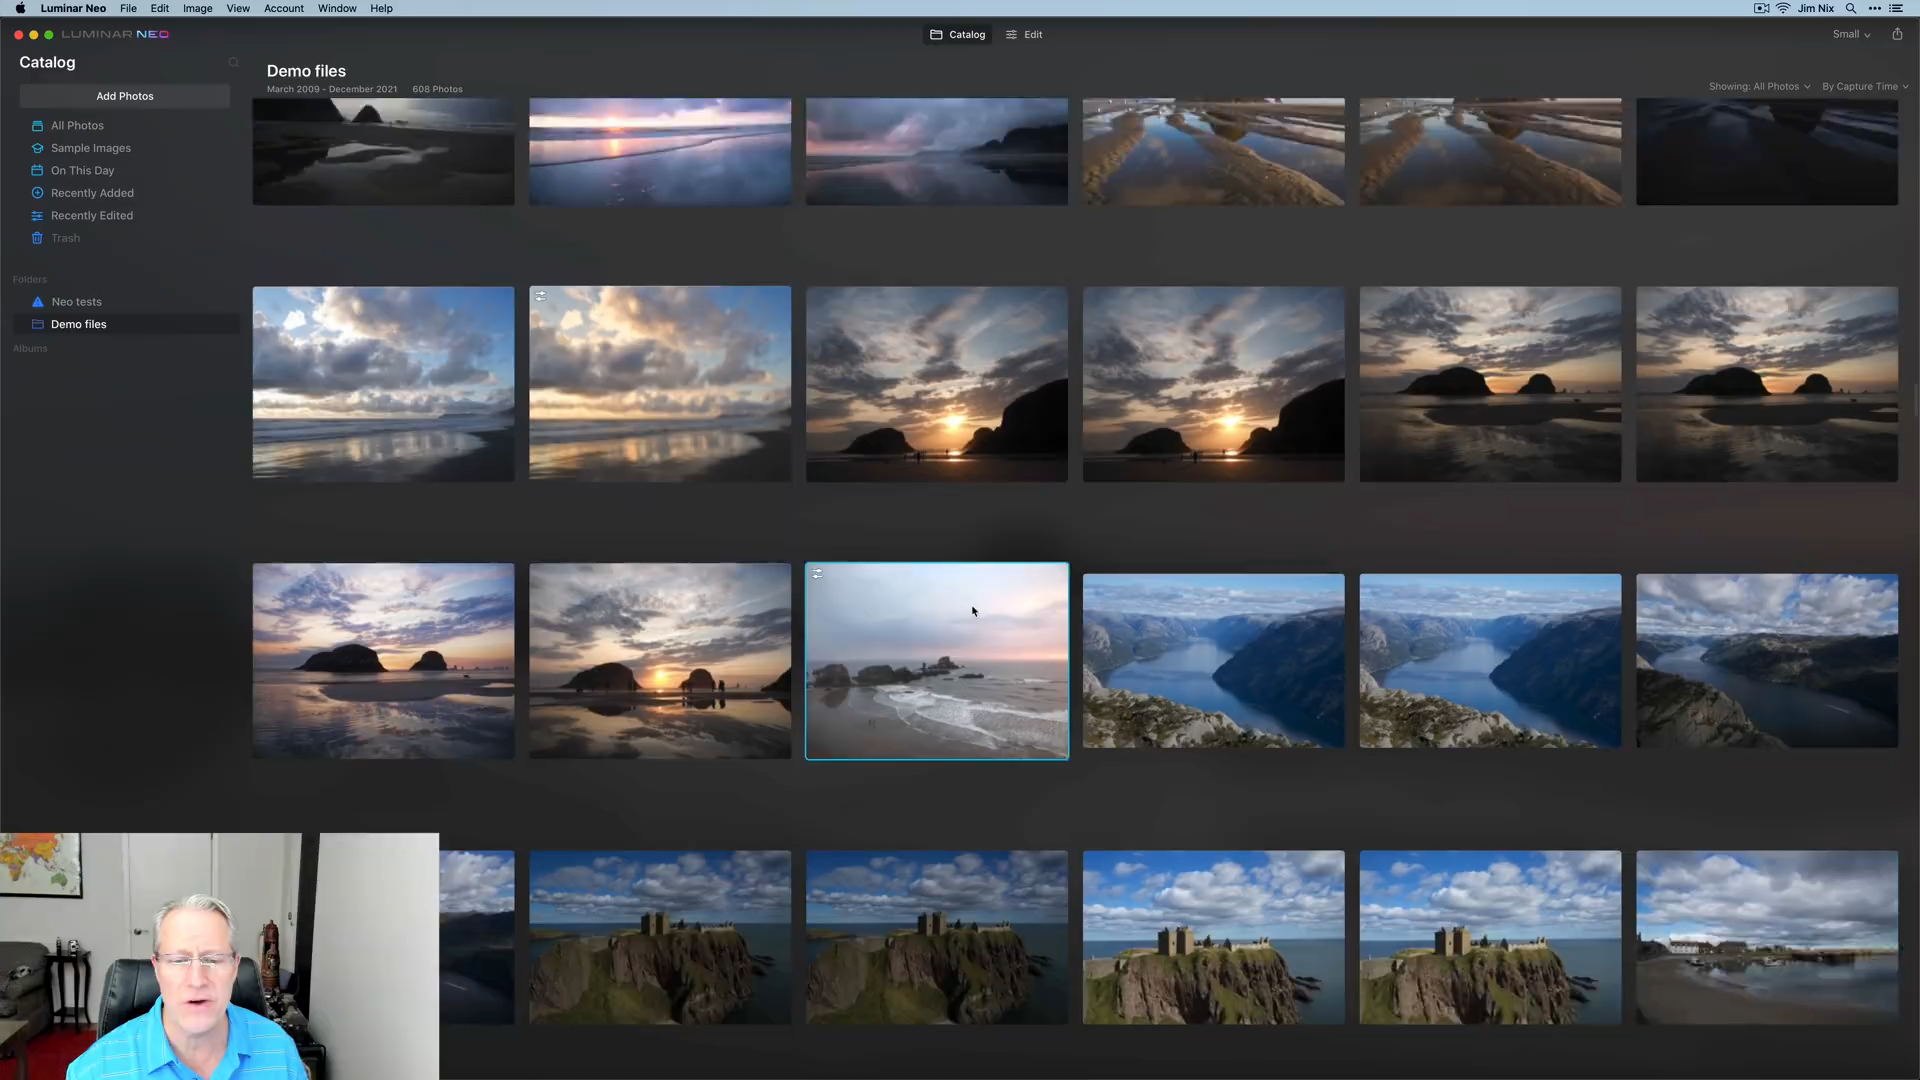 Luminar Neo File Edit Image View Account Window Help Jim Nix
LUMINAR NEO Catalog Edit Small
Catalog
Demo files
March 2009 - December 2021 608 Photos
Showing: All Photos By Capture Time
Add Photos
All Photos
Sample Images
On This Day
Recently Added
Recently Edited
Trash
Folders
Neo tests
Demo files
Albums